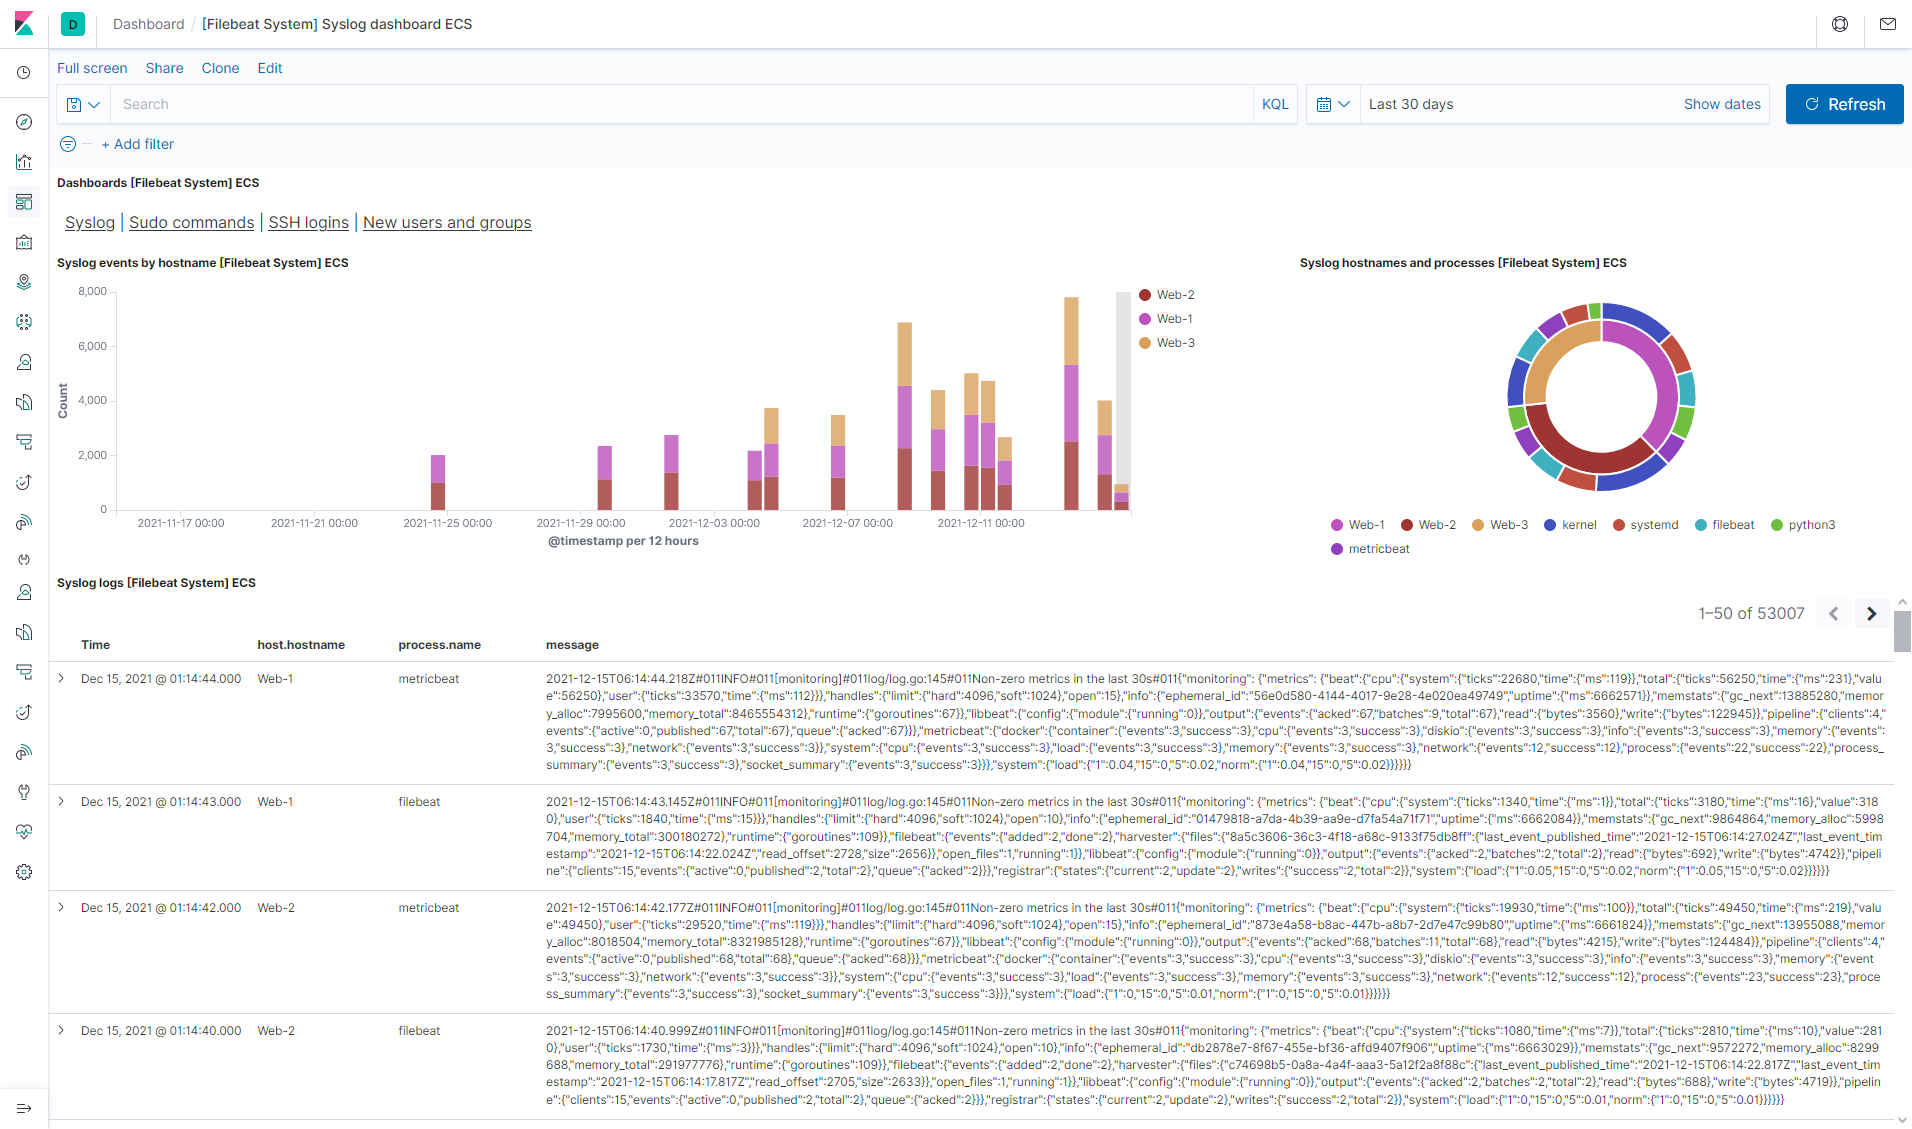 D Dashboard / [Filebeat System] Syslog dashboard ECS
Full screen Share Clone Edit
Search KQL Last 30 days Show dates Refresh
+ Add filter
Dashboards [Filebeat System] ECS
Syslog | Sudo commands | SSH logins | New users and groups
Syslog events by hostname [Filebeat System] ECS
8,000
6,000
4,000
2,000
0
Count
2021-11-17 00:00 2021-11-21 00:00 2021-11-25 00:00 2021-11-29 00:00 2021-12-03 00:00 2021-12-07 00:00 2021-12-11 00:00
@timestamp per 12 hours
Web-2
Web-1
Web-3
Syslog hostnames and processes [Filebeat System] ECS
Web-1 Web-2 Web-3 kernel systemd filebeat python3
metricbeat
Syslog logs [Filebeat System] ECS
1–50 of 53007
Time host.hostname process.name message
Dec 15, 2021 @ 01:14:44.000 Web-1 metricbeat 2021-12-15T06:14:44.218Z#011INFO#011[monitoring]#011log/log.go:145#011Non-zero metrics in the last 30s#011{"monitoring": {"metrics": {"beat":{"cpu":{"system":{"ticks":22680,"time":{"ms":119}},"total":{"ticks":56250,"time":{"ms":231},"valu
e":56250},"user":{"ticks":33570,"time":{"ms":112}}},"handles":{"limit":{"hard":4096,"soft":1024},"open":15},"info":{"ephemeral_id":"56e0d580-4144-4017-9e28-4e020ea49749","uptime":{"ms":6662571}},"memstats":{"gc_next":13885280,"memor
y_alloc":7995600,"memory_total":8465554312},"runtime":{"goroutines":67}},"libbeat":{"config":{"module":{"running":0}},"output":{"events":{"acked":67,"batches":9,"total":67},"read":{"bytes":3560},"write":{"bytes":122945}},"pipeline":{"clients":4,"
events":{"active":0,"published":67,"total":67},"queue":{"acked":67}}},"metricbeat":{"docker":{"container":{"events":3,"success":3},"cpu":{"events":3,"success":3},"diskio":{"events":3,"success":3},"info":{"events":3,"success":3},"memory":{"events":
3,"success":3},"network":{"events":3,"success":3}},"system":{"cpu":{"events":3,"success":3},"load":{"events":3,"success":3},"memory":{"events":3,"success":3},"network":{"events":12,"success":12},"process":{"events":22,"success":22},"process_
summary":{"events":3,"success":3},"socket_summary":{"events":3,"success":3}}},"system":{"load":{"1":0.04,"15":0,"5":0.02,"norm":{"1":0.04,"15":0,"5":0.02}}}}}}
Dec 15, 2021 @ 01:14:43.000 Web-1 filebeat 2021-12-15T06:14:43.145Z#011INFO#011[monitoring]#011log/log.go:145#011Non-zero metrics in the last 30s#011{"monitoring": {"metrics": {"beat":{"cpu":{"system":{"ticks":1340,"time":{"ms":1}},"total":{"ticks":3180,"time":{"ms":16},"value":318
0},"user":{"ticks":1840,"time":{"ms":15}}},"handles":{"limit":{"hard":4096,"soft":1024},"open":10},"info":{"ephemeral_id":"01479818-a7da-4b39-aa9e-d7fa54a71f71","uptime":{"ms":6662084}},"memstats":{"gc_next":9864864,"memory_alloc":5998
704,"memory_total":300180272},"runtime":{"goroutines":109}},"filebeat":{"events":{"added":2,"done":2},"harvester":{"files":{"8a5c3606-36c3-4f18-a68c-9133f75db8ff":{"last_event_published_time":"2021-12-15T06:14:27.024Z","last_event_tim
estamp":"2021-12-15T06:14:22.024Z","read_offset":2728,"size":2656}},"open_files":1,"running":1}},"libbeat":{"config":{"module":{"running":0}},"output":{"events":{"acked":2,"batches":2,"total":2},"read":{"bytes":692},"write":{"bytes":4742}},"pipeli
ne":{"clients":15,"events":{"active":0,"published":2,"total":2},"queue":{"acked":2}}},"registrar":{"states":{"current":2,"update":2},"writes":{"success":2,"total":2}},"system":{"load":{"1":0.05,"15":0,"5":0.02,"norm":{"1":0.05,"15":0,"5":0.02}}}}}}
Dec 15, 2021 @ 01:14:42.000 Web-2 metricbeat 2021-12-15T06:14:42.177Z#011INFO#011[monitoring]#011log/log.go:145#011Non-zero metrics in the last 30s#011{"monitoring": {"metrics": {"beat":{"cpu":{"system":{"ticks":19930,"time":{"ms":100}},"total":{"ticks":49450,"time":{"ms":219},"valu
e":49450},"user":{"ticks":29520,"time":{"ms":119}}},"handles":{"limit":{"hard":4096,"soft":1024},"open":15},"info":{"ephemeral_id":"873e4a58-b8ac-447b-a8b7-2d7e47c99b80","uptime":{"ms":6661824}},"memstats":{"gc_next":13955088,"memor
y_alloc":8018504,"memory_total":8321985128},"runtime":{"goroutines":67}},"libbeat":{"config":{"module":{"running":0}},"output":{"events":{"acked":68,"batches":11,"total":68},"read":{"bytes":4215},"write":{"bytes":124484}},"pipeline":{"clients":4,"
events":{"active":0,"published":68,"total":68},"queue":{"acked":68}}},"metricbeat":{"docker":{"container":{"events":3,"success":3},"cpu":{"events":3,"success":3},"diskio":{"events":3,"success":3},"info":{"events":3,"success":3},"memory":{"event
s":3,"success":3},"network":{"events":3,"success":3}},"system":{"cpu":{"events":3,"success":3},"load":{"events":3,"success":3},"memory":{"events":3,"success":3},"network":{"events":12,"success":12},"process":{"events":23,"success":23},"proce
ss_summary":{"events":3,"success":3},"socket_summary":{"events":3,"success":3}}},"system":{"load":{"1":0,"15":0,"5":0.01,"norm":{"1":0,"15":0,"5":0.01}}}}}}
Dec 15, 2021 @ 01:14:40.000 Web-2 filebeat 2021-12-15T06:14:40.999Z#011INFO#011[monitoring]#011log/log.go:145#011Non-zero metrics in the last 30s#011{"monitoring": {"metrics": {"beat":{"cpu":{"system":{"ticks":1080,"time":{"ms":7}},"total":{"ticks":2810,"time":{"ms":10},"value":281
0},"user":{"ticks":1730,"time":{"ms":3}}},"handles":{"limit":{"hard":4096,"soft":1024},"open":10},"info":{"ephemeral_id":"db2878e7-8f67-455e-bf36-affd9407f906","uptime":{"ms":6663029}},"memstats":{"gc_next":9572272,"memory_alloc":8299
688,"memory_total":291977776},"runtime":{"goroutines":109}},"filebeat":{"events":{"added":2,"done":2},"harvester":{"files":{"c74698b5-0a8a-4a4f-aaa3-5a12f2a8f88c":{"last_event_published_time":"2021-12-15T06:14:22.817Z","last_event_tim
estamp":"2021-12-15T06:14:17.817Z","read_offset":2705,"size":2633}},"open_files":1,"running":1}},"libbeat":{"config":{"module":{"running":0}},"output":{"events":{"acked":2,"batches":2,"total":2},"read":{"bytes":688},"write":{"bytes":4719}},"pipelin
e":{"clients":15,"events":{"active":0,"published":2,"total":2},"queue":{"acked":2}}},"registrar":{"states":{"current":2,"update":2},"writes":{"success":2,"total":2}},"system":{"load":{"1":0,"15":0,"5":0.01,"norm":{"1":0,"15":0,"5":0.01}}}}}}